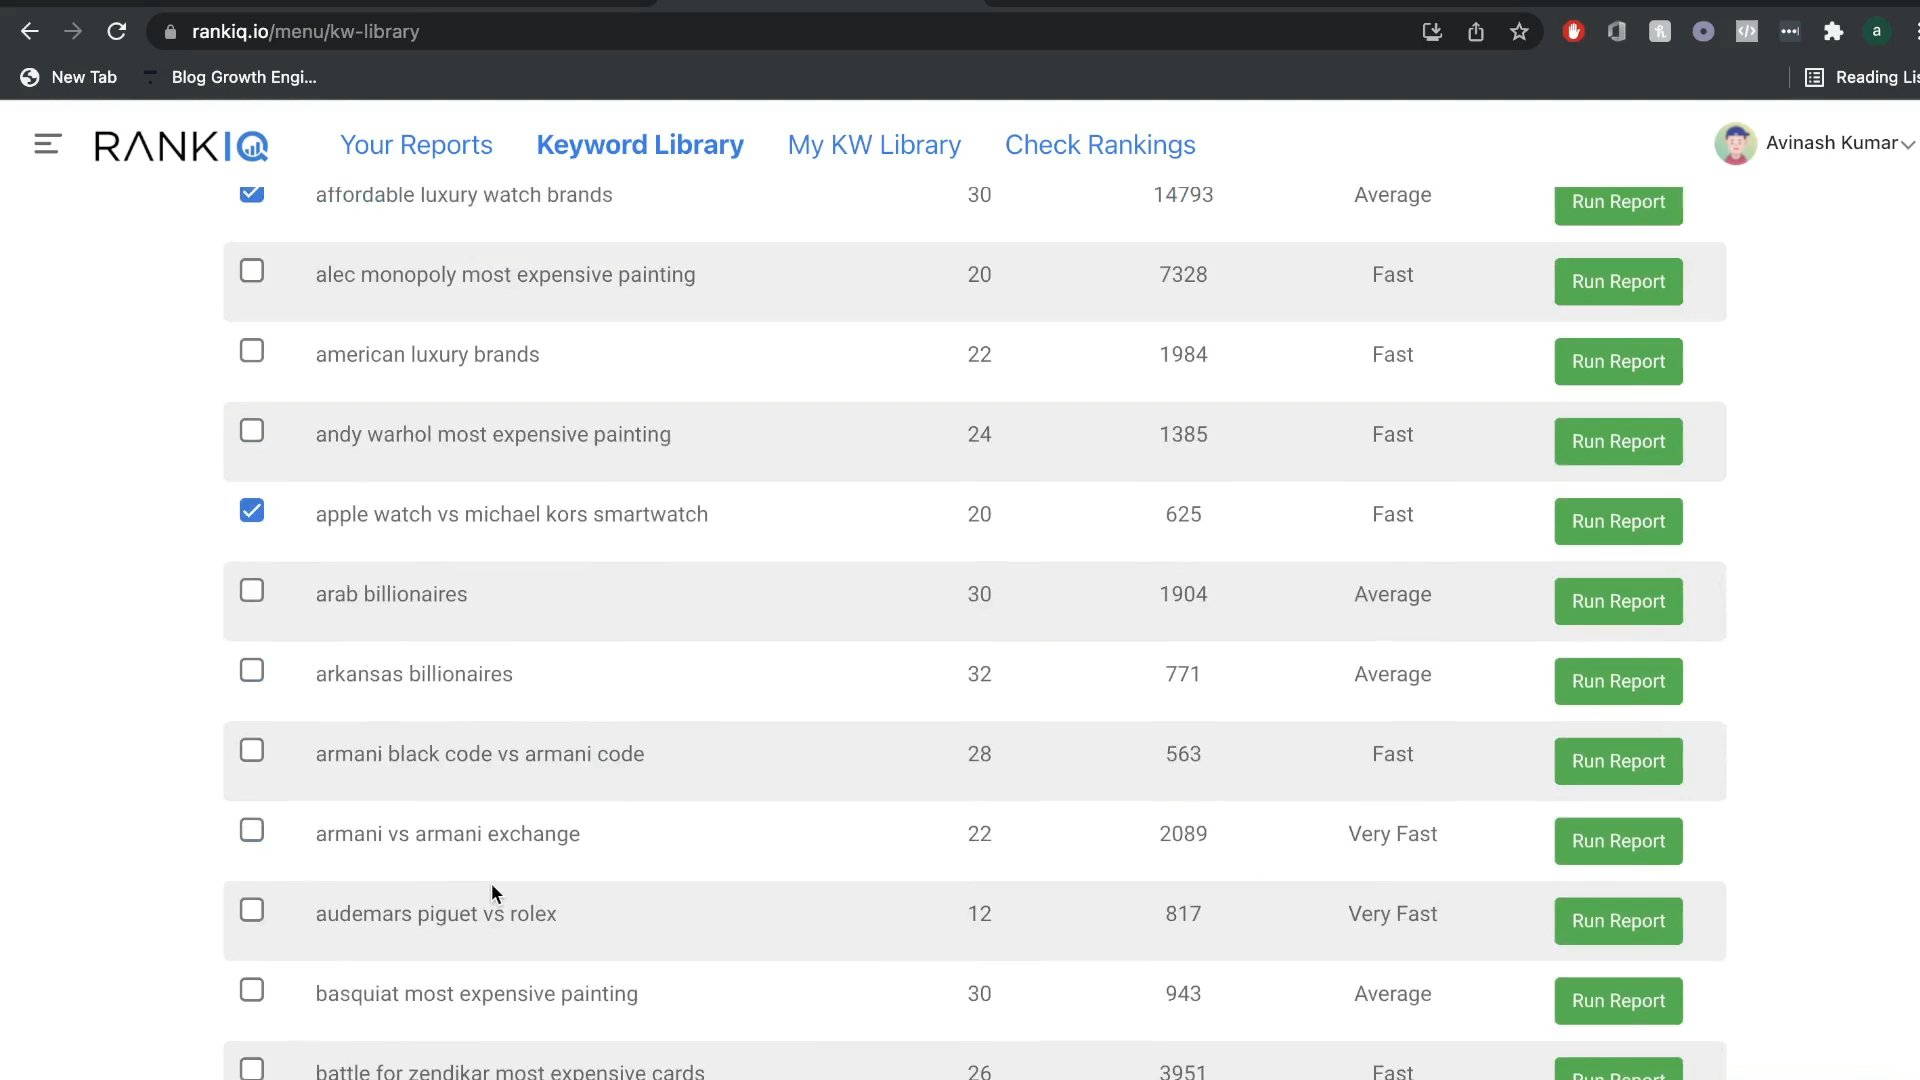 rankiq.io/menu/kw-library
a
New Tab
Blog Growth Engi...
Reading Lis
RANKIQ
Your Reports
Keyword Library
My KW Library
Check Rankings
Avinash Kumar
affordable luxury watch brands 30 14793 Average Run Report
alec monopoly most expensive painting 20 7328 Fast Run Report
american luxury brands 22 1984 Fast Run Report
andy warhol most expensive painting 24 1385 Fast Run Report
apple watch vs michael kors smartwatch 20 625 Fast Run Report
arab billionaires 30 1904 Average Run Report
arkansas billionaires 32 771 Average Run Report
armani black code vs armani code 28 563 Fast Run Report
armani vs armani exchange 22 2089 Very Fast Run Report
audemars piguet vs rolex 12 817 Very Fast Run Report
basquiat most expensive painting 30 943 Average Run Report
battle for zendikar most expensive cards 26 3951 Fast Run Report